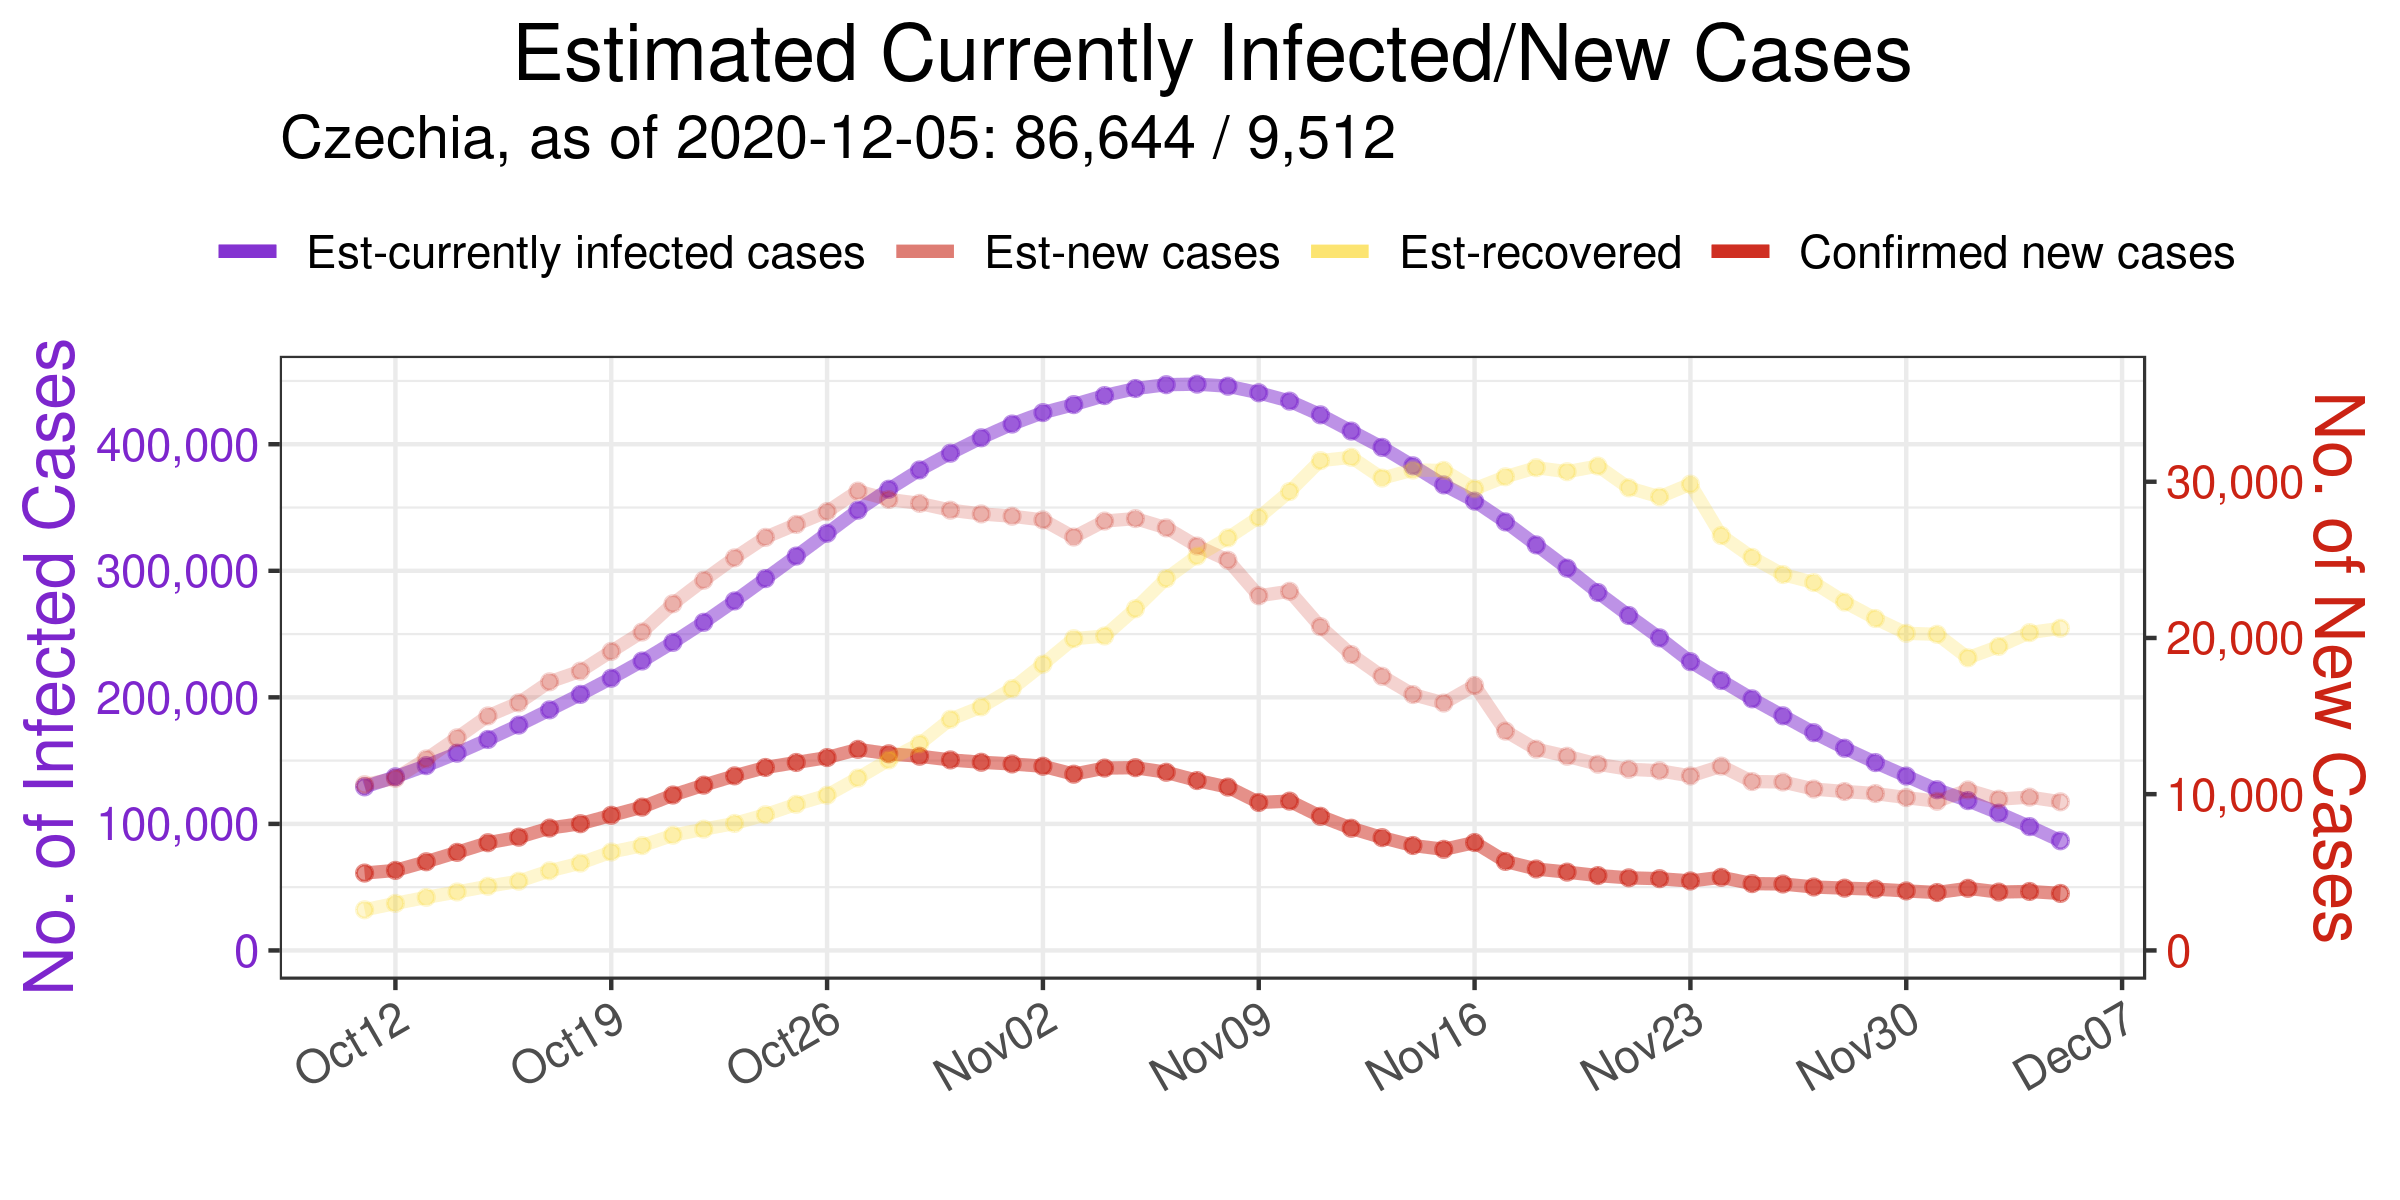 Estimated Currently Infected/New Cases
Czechia, as of 2020-12-05: 86,644 / 9,512
Est-currently infected cases Est-new cases Est-recovered Confirmed new cases
No. of Infected Cases
400,000
300,000
200,000
100,000
0
30,000
20,000
10,000
0
No. of New Cases
Oct12 Oct19 Oct26 Nov02 Nov09 Nov16 Nov23 Nov30 Dec07